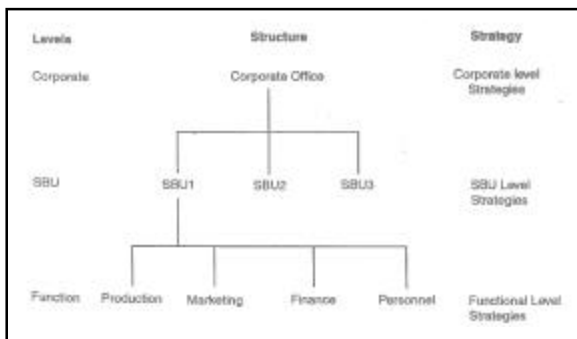 Levels Structure Strategy
Corporate Corporate Office Corporate level
Strategies
SBU SBU1 SBU2 SBU3 SBU Level
Strategies
Function Production Marketing Finance Personnel Functional Level
Strategies